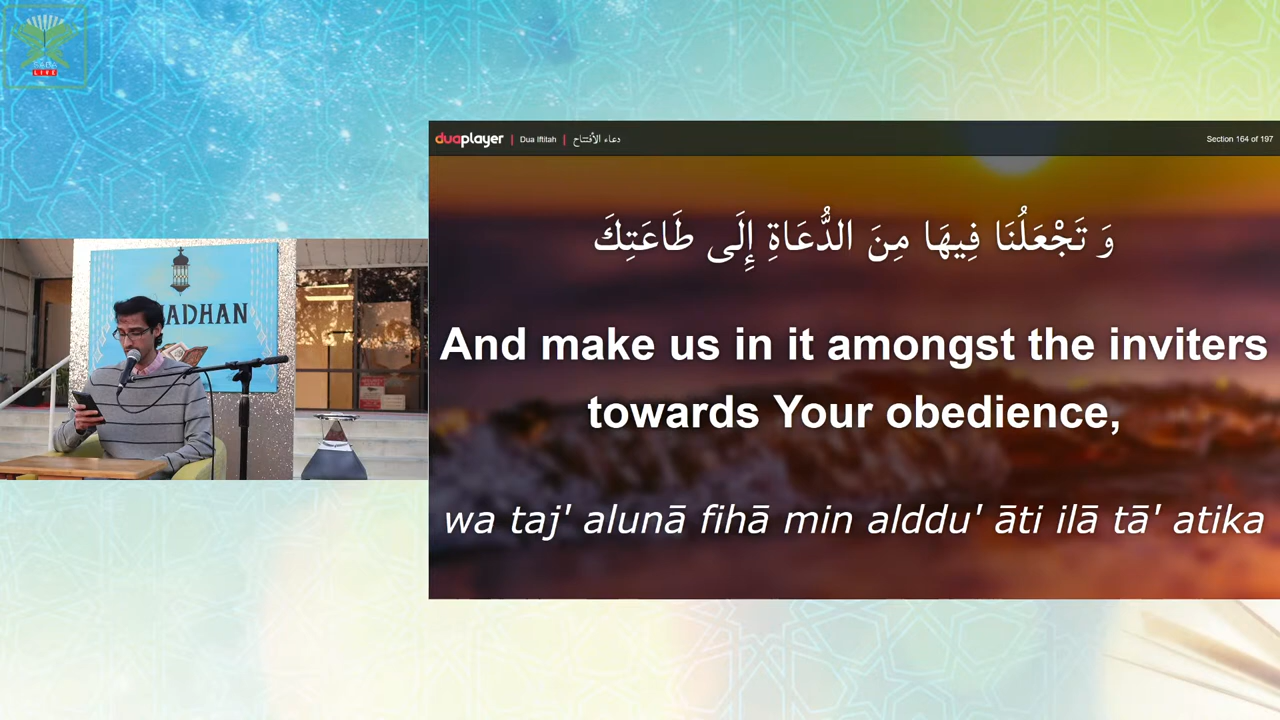 LIVE
duaplayer | Dua Iftitah | دعاء الأفتتاح
Section 164 of 197
وَ تَجْعَلُنَا فِيهَا مِنَ الدُّعَاةِ إِلَى طَاعَتِكَ
And make us in it amongst the inviters
towards Your obedience,
wa taj' alunā fihā min alddu' āti ilā tā' atika
ADHAN